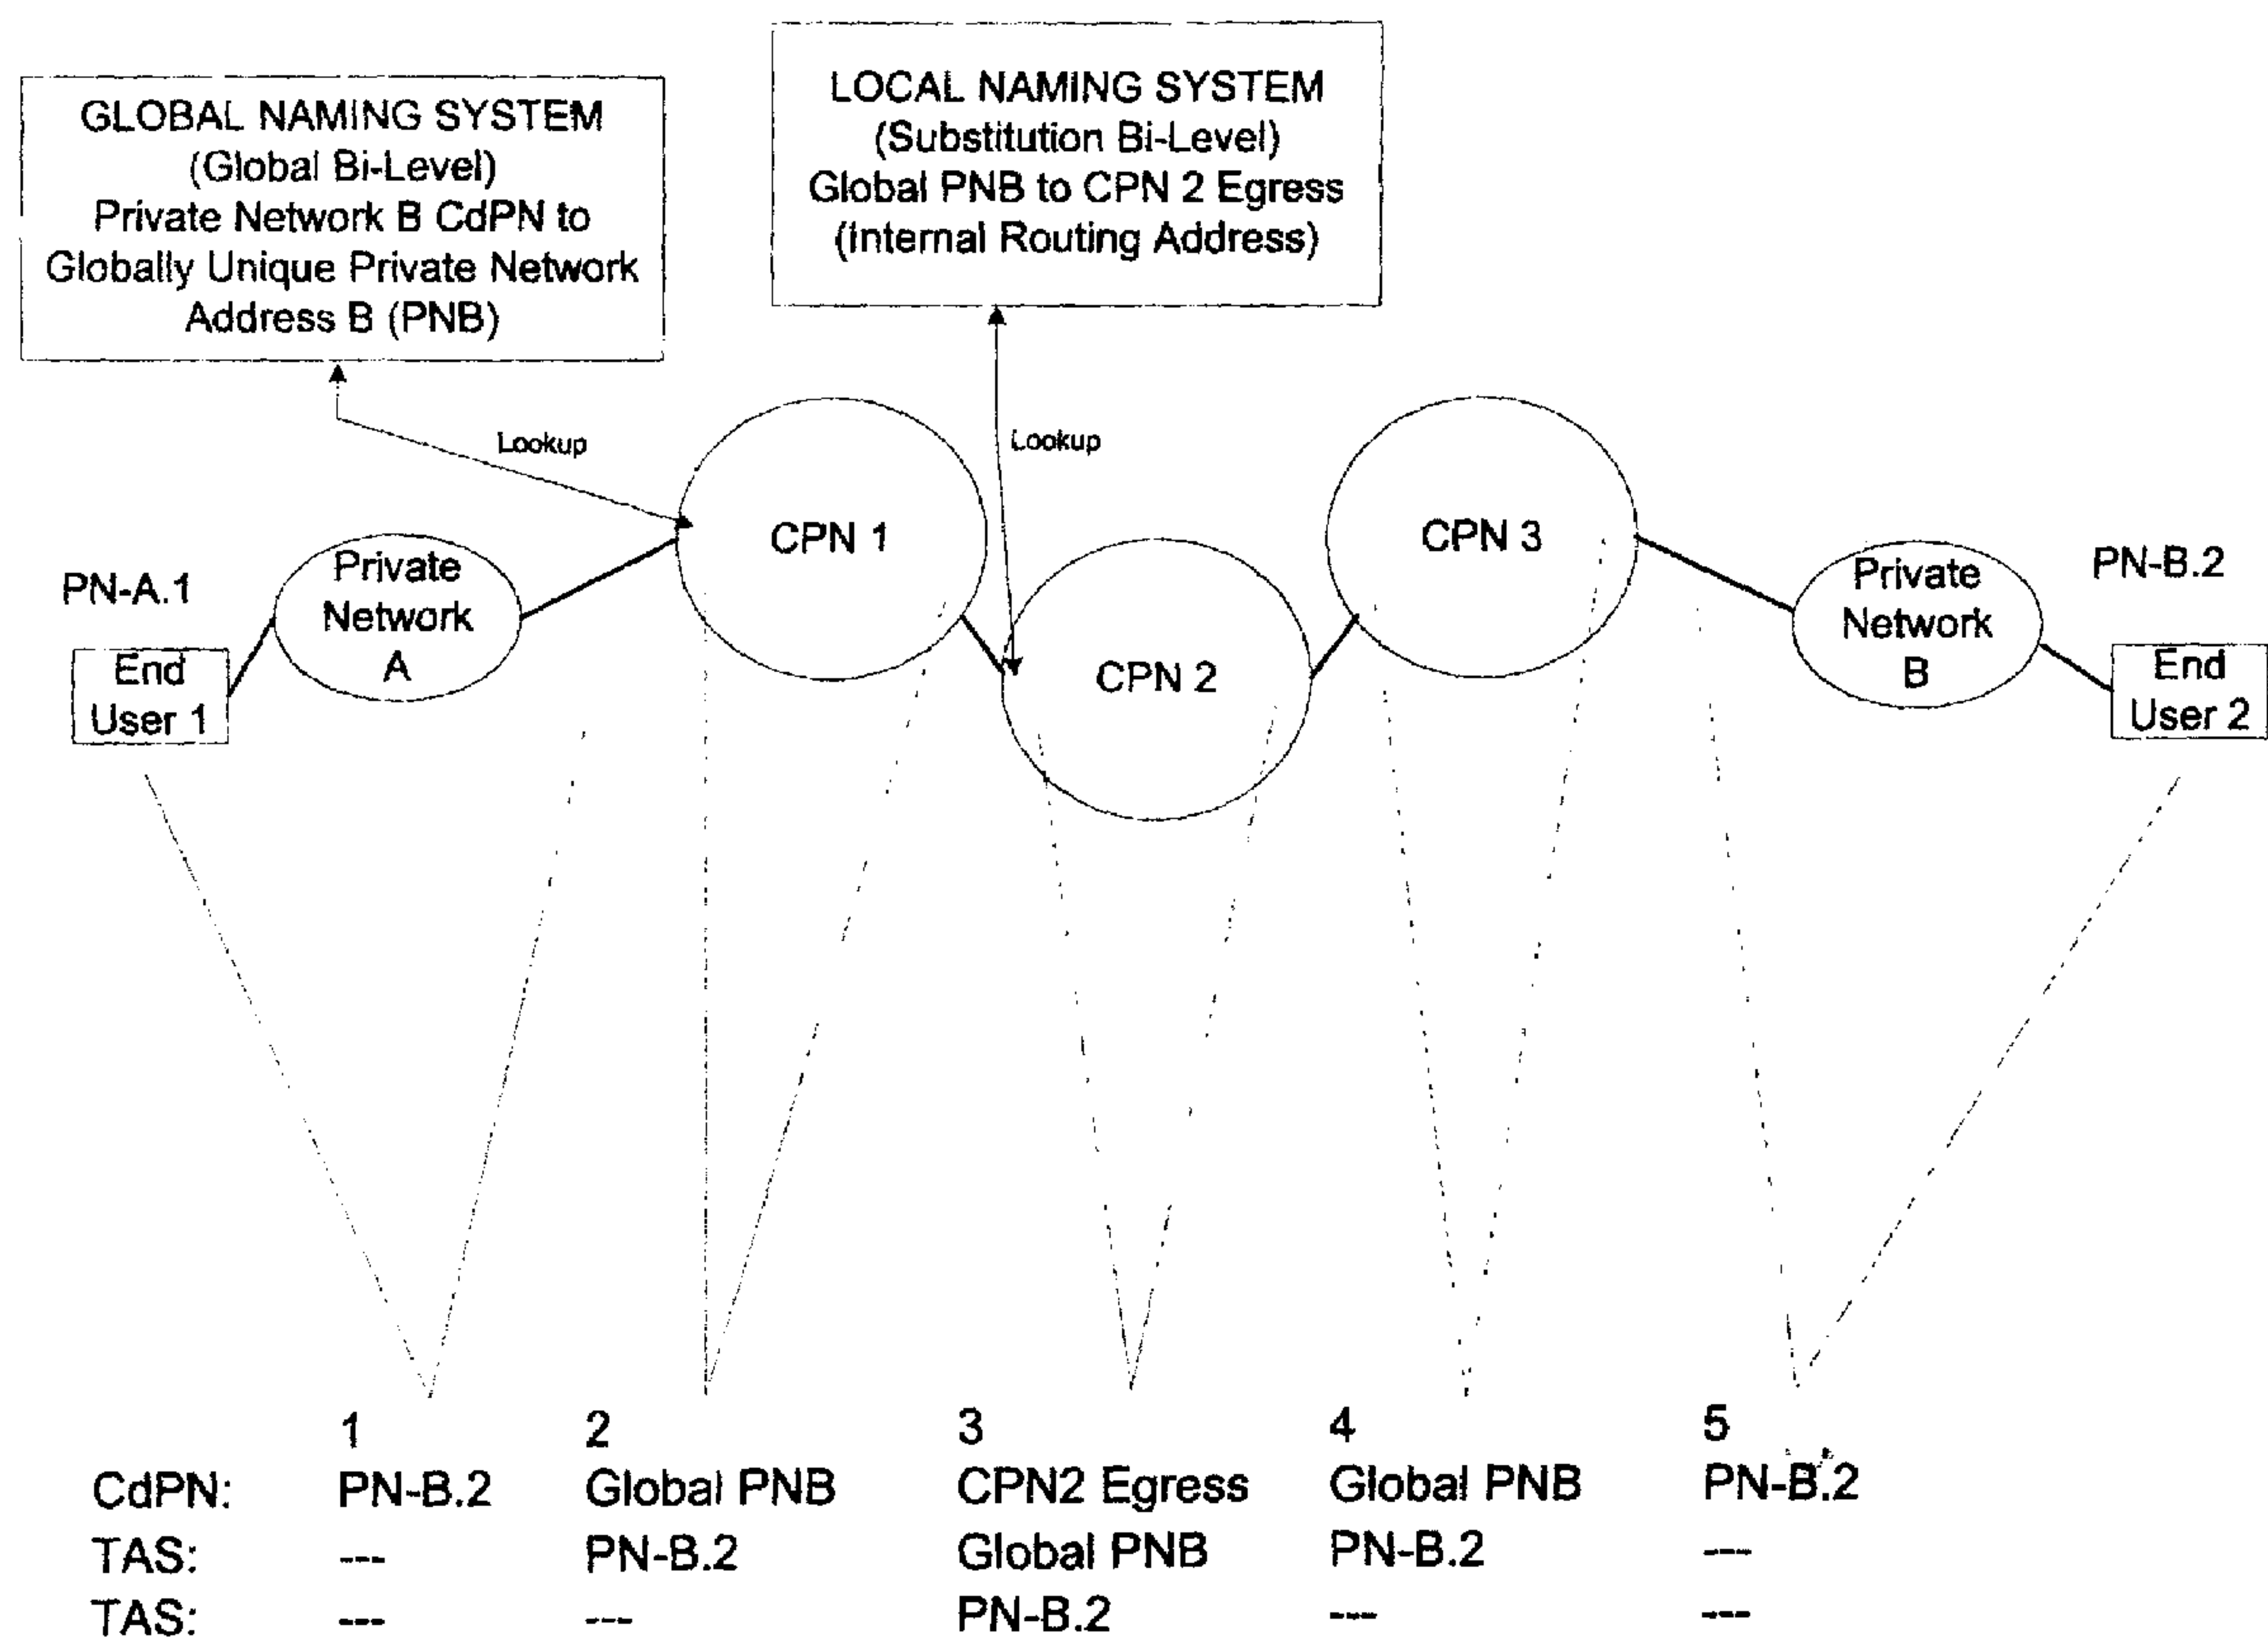 GLOBAL NAMING SYSTEM
(Global Bi-Level)
Private Network B CdPN to
Globally Unique Private Network
Address B (PNB)
LOCAL NAMING SYSTEM
(Substitution Bi-Level)
Global PNB to CPN 2 Egress
(Internal Routing Address)
Lookup
Lookup
PN-A.1
End
User 1
Private
Network
A
CPN 1
CPN 2
CPN 3
Private
Network
B
PN-B.2
End
User 2
1 2 3 4 5
CdPN: PN-B.2 Global PNB CPN2 Egress Global PNB PN-B.2
TAS: --- PN-B.2 Global PNB PN-B.2 ---
TAS: --- --- PN-B.2 --- ---